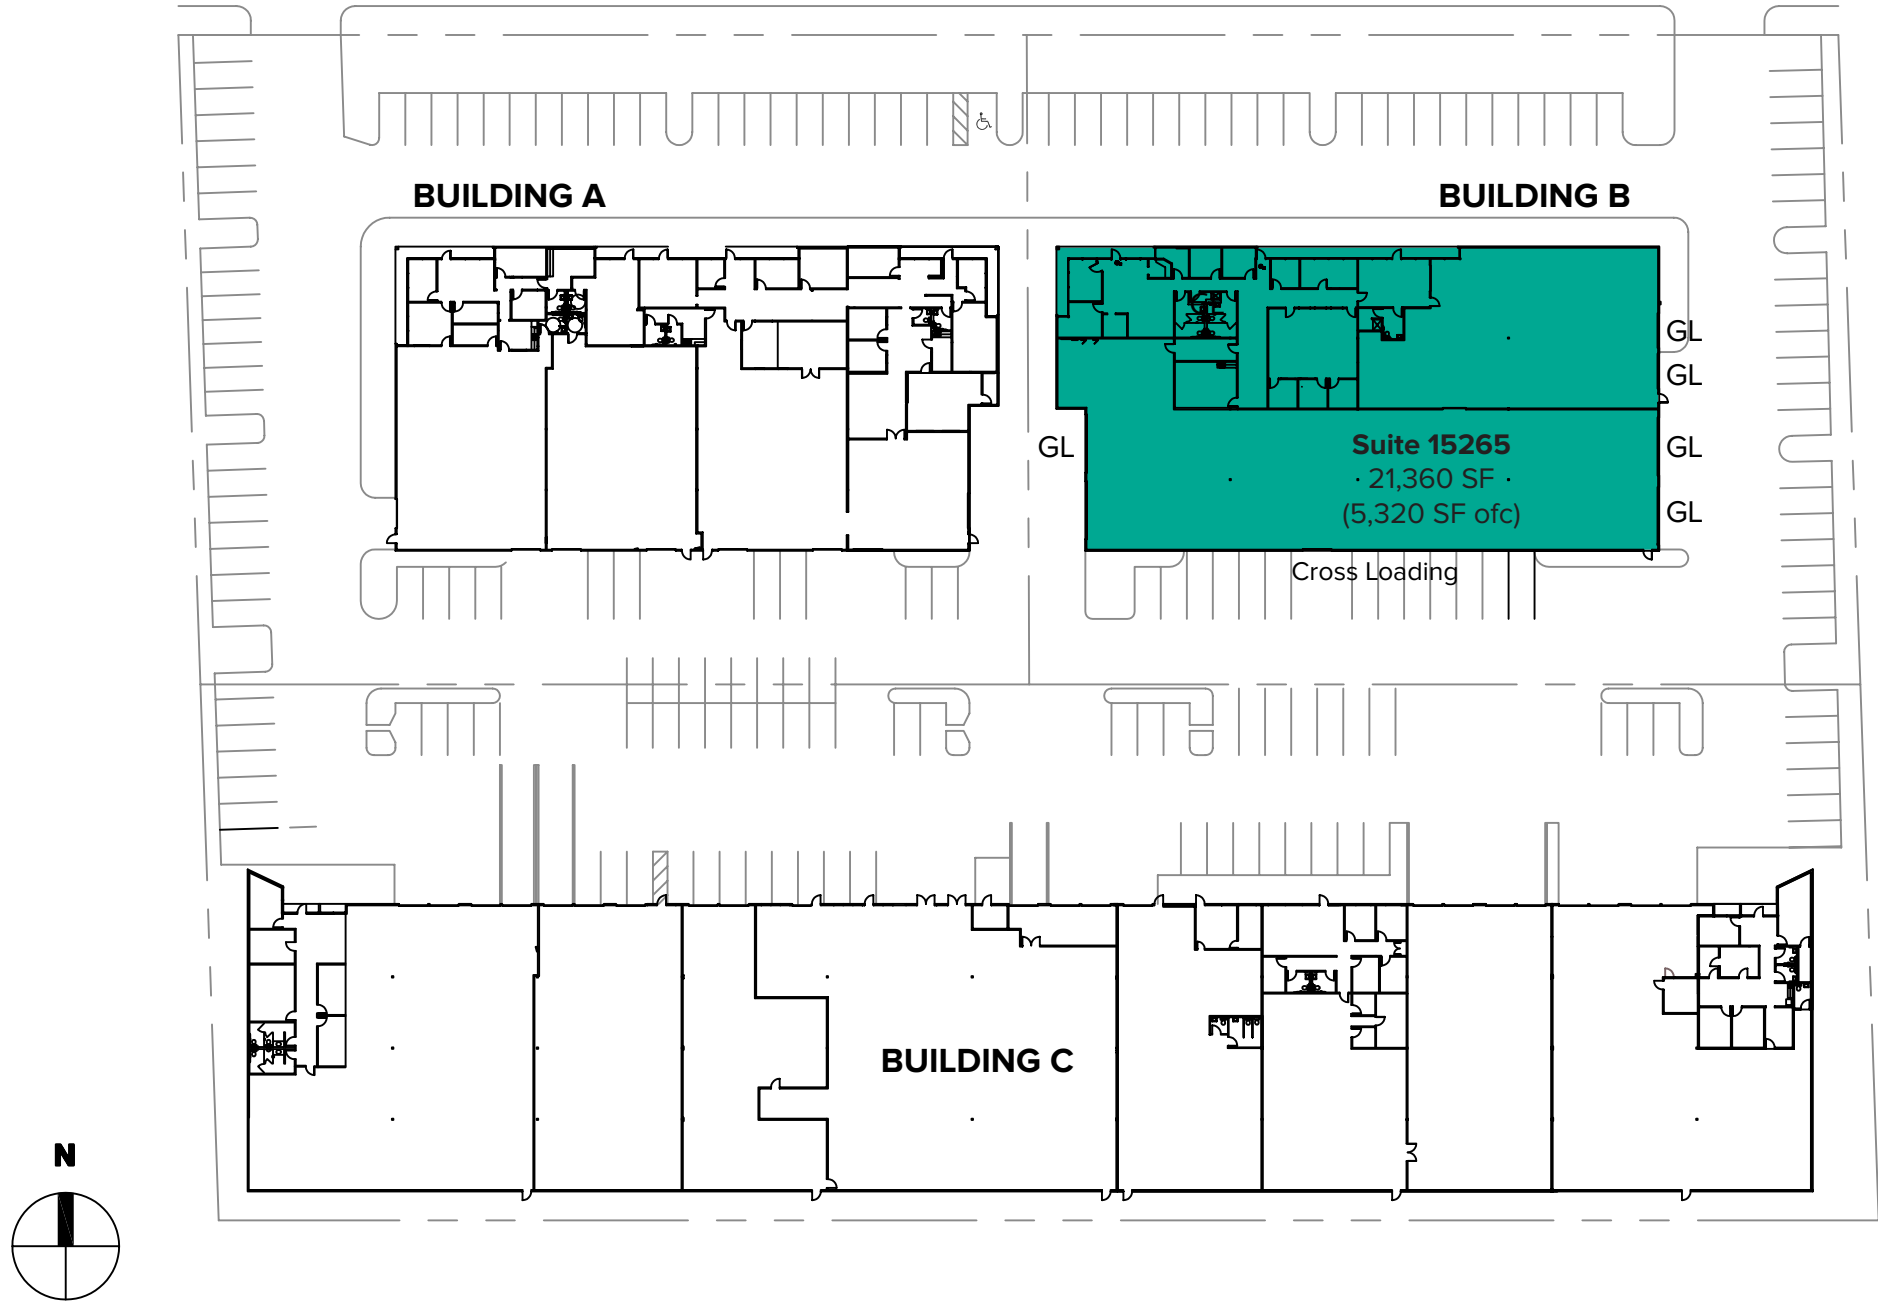 BUILDING A
BUILDING B
GL
GL
GL
Suite 15265
GL
21,360 SF
(5,320 SF ofc)
GL
Cross Loading
BUILDING C
N